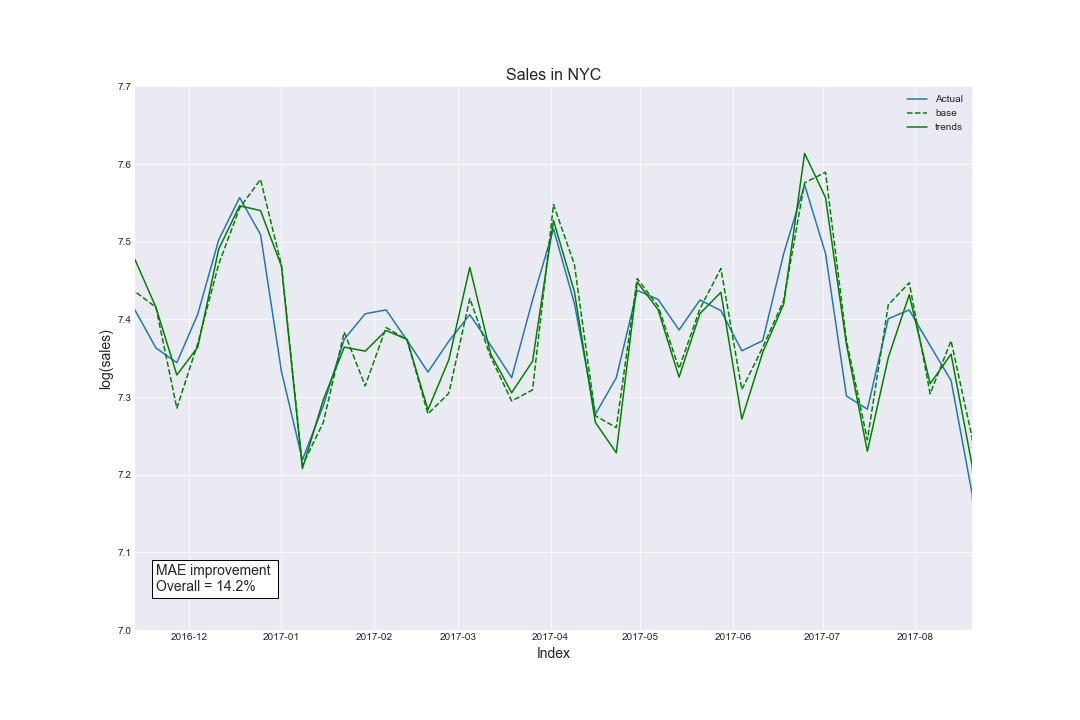 Sales in NYC
7.7
7.6
7.5
7.4
7.3
7.2
7.1
7.0
log(sales)
Actual
base
trends
MAE improvement
Overall = 14.2%
2016-12
2017-01
2017-02
2017-03
2017-04
2017-05
2017-06
2017-07
2017-08
Index